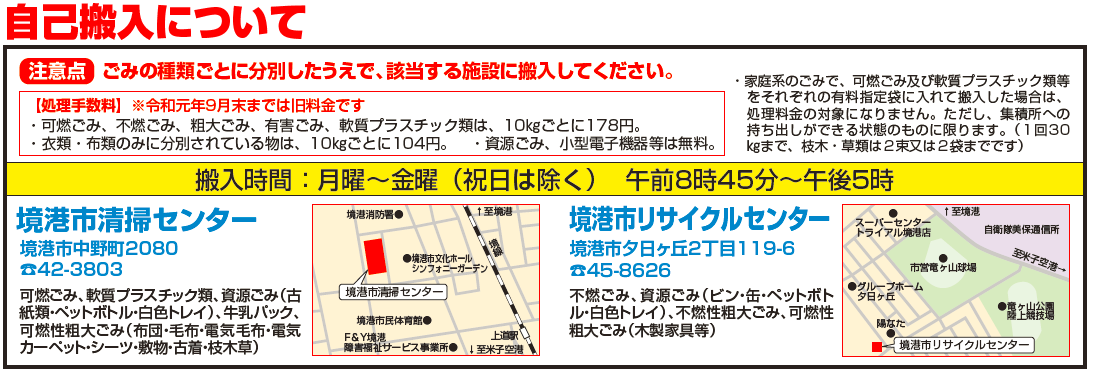 自己搬入について
注意点 ごみの種類ごとに分別したうえで、該当する施設に搬入してください。
【処理手数料】※令和元年9月末までは旧料金です
・可燃ごみ、不燃ごみ、粗大ごみ、有害ごみ、軟質プラスチック類は、10kgごとに178円。
・衣類・布類のみに分別されている物は、10kgごとに104円。　・資源ごみ、小型電子機器等は無料。
・家庭系のごみで、可燃ごみ及び軟質プラスチック類等
をそれぞれの有料指定袋に入れて搬入した場合は、
処理料金の対象になりません。ただし、集積所への
持ち出しができる状態のものに限ります。（1回30
kgまで、枝木・草類は2束又は2袋までです）
搬入時間：月曜～金曜（祝日は除く）　午前8時45分～午後5時
境港市清掃センター
境港市中野町2080
☎42-3803
可燃ごみ、軟質プラスチック類、資源ごみ（古
紙類・ペットボトル・白色トレイ）、牛乳パック、
可燃性粗大ごみ（布団・毛布・電気毛布・電気
カーペット・シーツ・敷物・古着・枝木草）
境港消防署
↑至境港
境線
境港市文化ホール
シンフォニーガーデン
境港市清掃センター
境港市民体育館
F&Y境港
障害福祉サービス事業所
上道駅
↓至米子空港
境港市リサイクルセンター
境港市夕日ヶ丘2丁目119-6
☎45-8626
不燃ごみ、資源ごみ（ビン・缶・ペットボト
ル・白色トレイ）、不燃性粗大ごみ、可燃性
粗大ごみ（木製家具等）
↑至境港
スーパーセンター
トライアル境港店
自衛隊美保通信所
至米子空港→
市営竜ヶ山球場
グループホーム
夕日ヶ丘
竜ヶ山公園
陸上競技場
陽なた
境港市リサイクルセンター